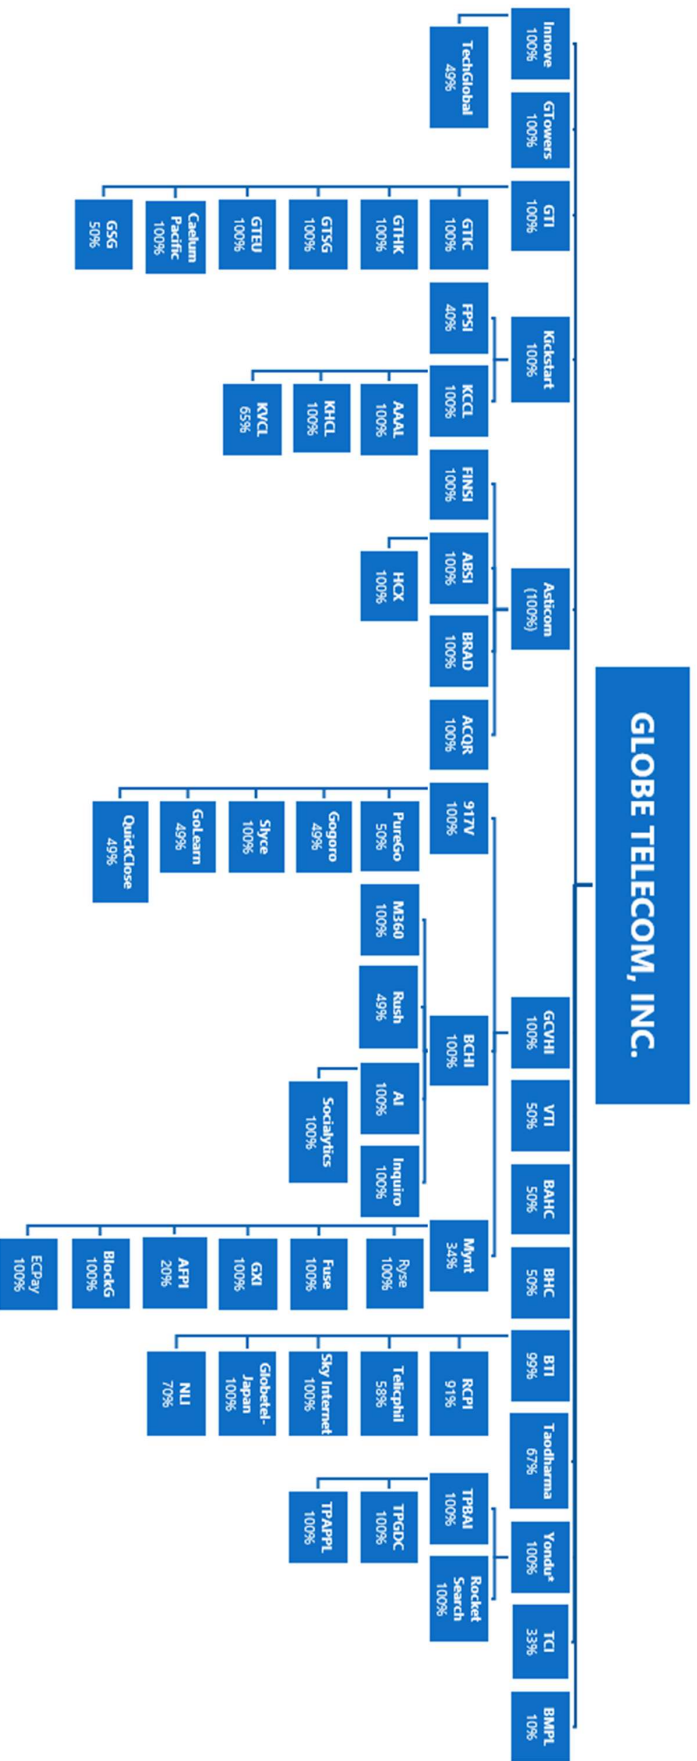 GLOBE TELECOM, INC.
Innove
100%
GTowers
100%
GTI
100%
Kickstart
100%
Asticom
(100%)
GCVHI
100%
VTI
50%
BAHC
50%
BHC
50%
BTI
99%
Taodharma
67%
Yondu*
100%
TCI
33%
BMPL
10%
TechGlobal
49%
GTIC
100%
GTHK
100%
GTSG
100%
GTEU
100%
Caelum
Pacific
100%
GSG
50%
FPSI
40%
KCCL
100%
AAAL
100%
KHCL
100%
KVCL
65%
FINSI
100%
ABSI
100%
HCX
100%
BRAD
100%
ACQR
100%
917V
100%
PureGo
50%
Gogoro
49%
Slyce
100%
GoLearn
49%
QuickClose
49%
BCHI
100%
M360
100%
Rush
49%
AI
100%
Inquiro
100%
Socialytics
100%
Mynt
34%
Ryse
100%
Fuse
100%
GXI
100%
AFPI
20%
BlockG
100%
ECPay
100%
RCPI
91%
Telicphil
58%
Sky Internet
100%
Globetel-
Japan
100%
NLI
70%
TPBAI
100%
TPGDC
100%
TPAPPL
100%
Rocket
Search
100%